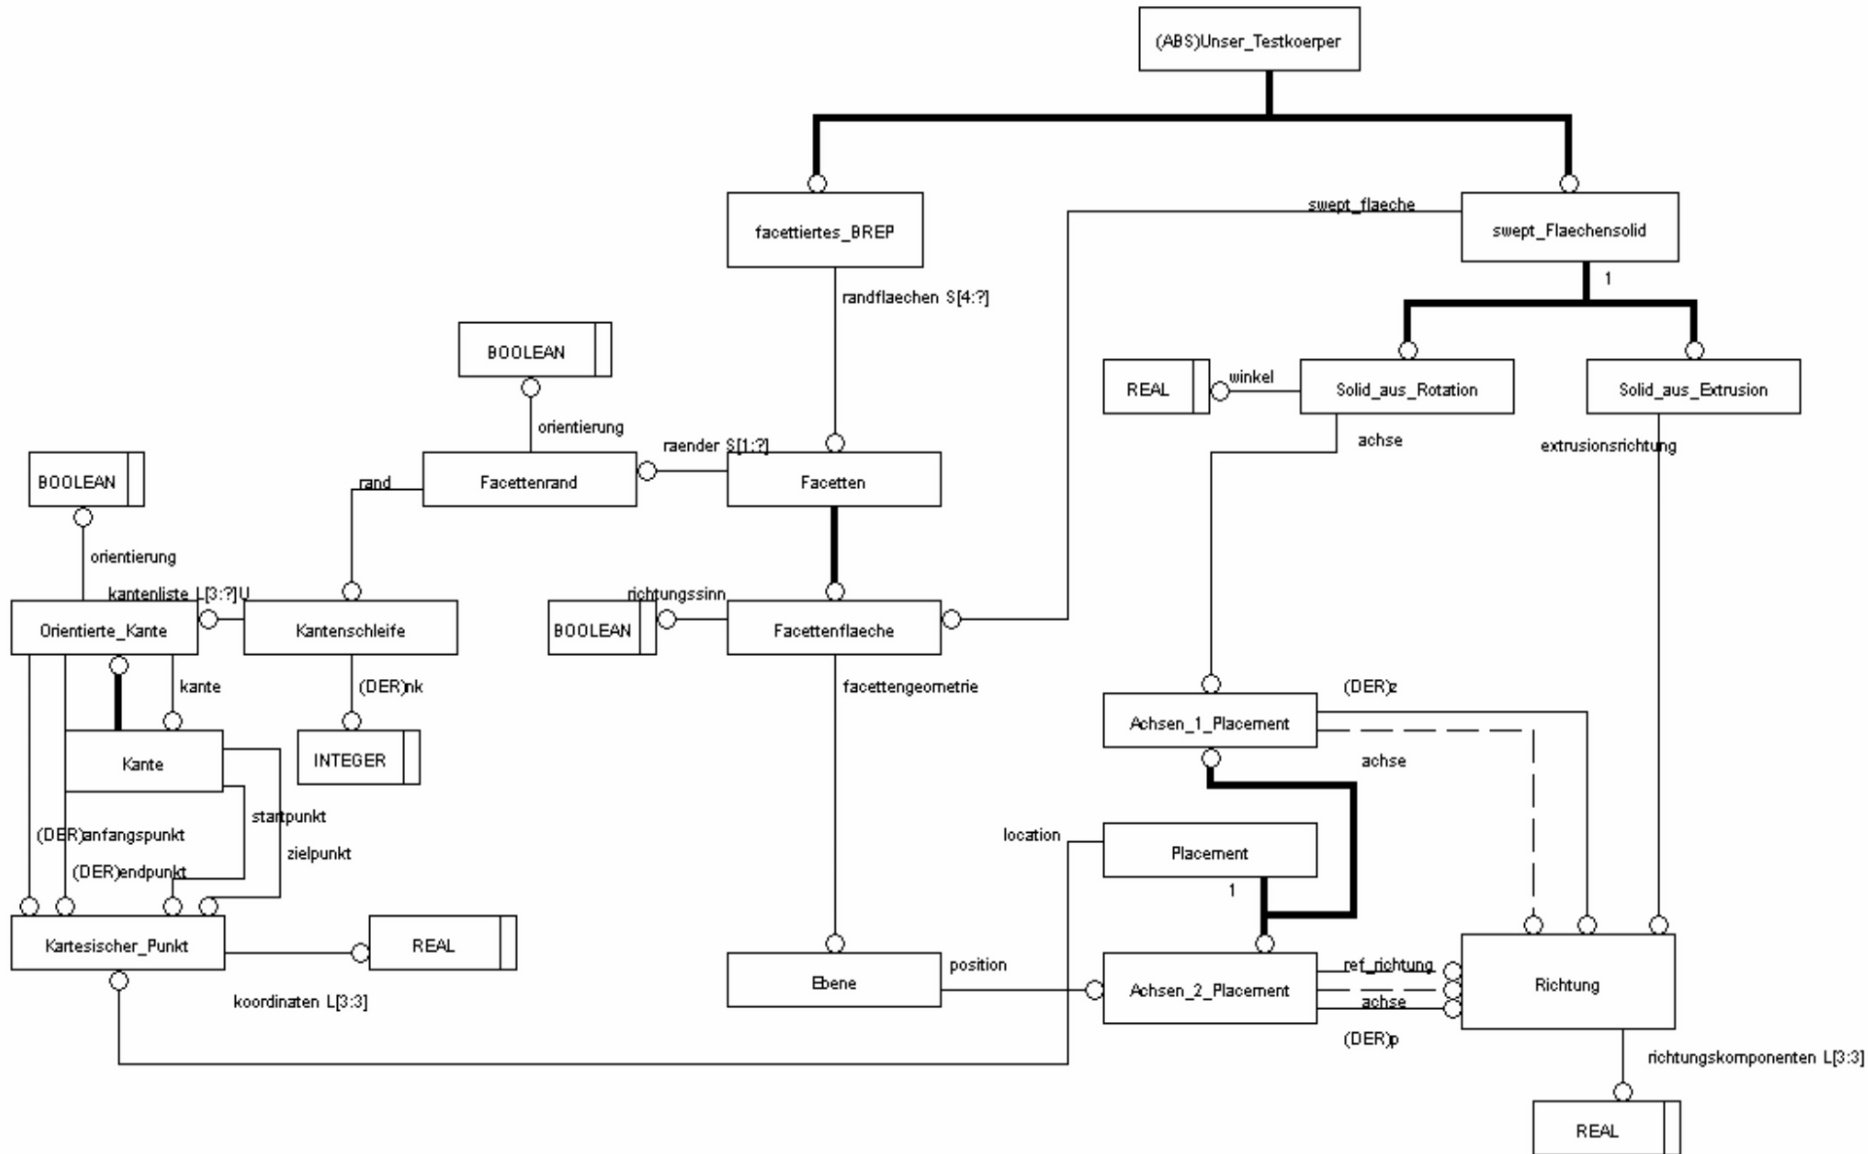 (ABS)Unser_Testkoerper
swept_flaeche
facettiertes_BREP
swept_Flaechensolid
1
randflaechen S[4:?]
BOOLEAN
REAL
winkel
Solid_aus_Rotation
Solid_aus_Extrusion
orientierung
raender S[1:?]
achse
extrusionsrichtung
BOOLEAN
rand
Facettenrand
Facetten
orientierung
kantenliste L[3:?]U
richtungssinn
Orientierte_Kante
Kantenschleife
BOOLEAN
Facettenflaeche
kante
(DER)nk
facettengeometrie
(DER)z
Achsen_1_Placement
Kante
INTEGER
achse
startpunkt
(DER)anfangspunkt
location
zielpunkt
Placement
(DER)endpunkt
1
Kartesischer_Punkt
REAL
position
ref_richtung
Ebene
Achsen_2_Placement
Richtung
koordinaten L[3:3]
achse
(DER)p
richtungskomponenten L[3:3]
REAL